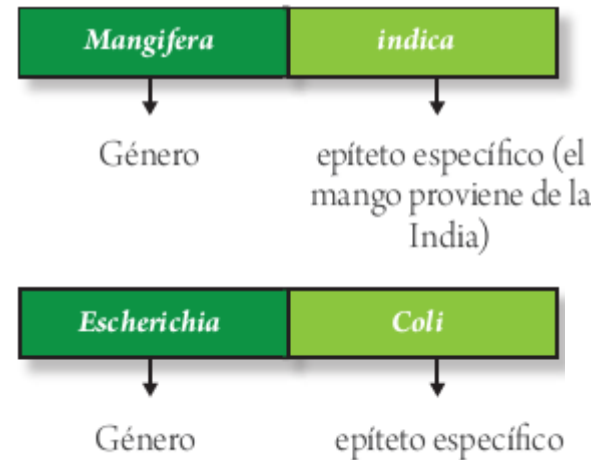 Mangifera indica
Género
epíteto específico (el
mango proviene de la
India)
Escherichia Coli
Género
epíteto específico